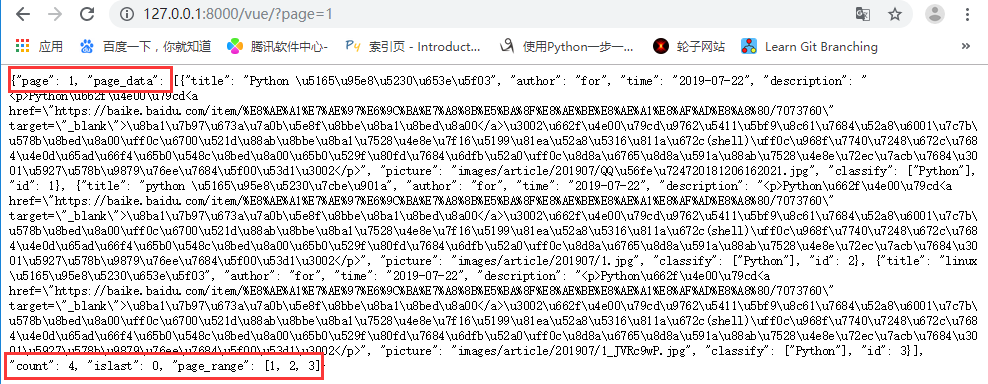 127.0.0.1:8000/vue/?page=1
应用 百度一下，你就知道 腾讯软件中心- 索引页 - Introduct... 使用Python一步一... 轮子网站 Learn Git Branching
{"page": 1, "page_data": [{"title": "Python \u5165\u95e8\u5230\u653e\u5f03", "author": "for", "time": "2019-07-22", "description": "
<p>Python\u662f\u4e00\u79cd<a
href=\"https://baike.baidu.com/item/%E8%AE%A1%E7%AE%97%E6%9C%BA%E7%A8%8B%E5%BA%8F%E8%AE%BE%E8%AE%A1%E8%AF%AD%E8%A8%80/7073760\"
target=\"_blank\">\u8ba1\u7b97\u673a\u7a0b\u5e8f\u8bbe\u8ba1\u8bed\u8a00</a>\u3002\u662f\u4e00\u79cd\u9762\u5411\u5bf9\u8c61\u7684\u52a8\u6001\u7c7b\
u578b\u8bed\u8a00\uff0c\u6700\u521d\u88ab\u8bbe\u8ba1\u7528\u4e8e\u7f16\u5199\u81ea\u52a8\u5316\u811a\u672c(shell)\uff0c\u968f\u7740\u7248\u672c\u768
4\u4e0d\u65ad\u66f4\u65b0\u548c\u8bed\u8a00\u65b0\u529f\u80fd\u7684\u6dfb\u52a0\uff0c\u8d8a\u6765\u8d8a\u591a\u88ab\u7528\u4e8e\u72ec\u7acb\u7684\u30
01\u5927\u578b\u9879\u76ee\u7684\u5f00\u53d1\u3002</p>", "picture": "images/article/201907/QQ\u56fe\u724720181206162021.jpg", "classify": ["Python"],
"id": 1}, {"title": "python \u5165\u95e8\u5230\u7cbe\u901a", "author": "for", "time": "2019-07-22", "description": "<p>Python\u662f\u4e00\u79cd<a
href=\"https://baike.baidu.com/item/%E8%AE%A1%E7%AE%97%E6%9C%BA%E7%A8%8B%E5%BA%8F%E8%AE%BE%E8%AE%A1%E8%AF%AD%E8%A8%80/7073760\"
target=\"_blank\">\u8ba1\u7b97\u673a\u7a0b\u5e8f\u8bbe\u8ba1\u8bed\u8a00</a>\u3002\u662f\u4e00\u79cd\u9762\u5411\u5bf9\u8c61\u7684\u52a8\u6001\u7c7b\
u578b\u8bed\u8a00\uff0c\u6700\u521d\u88ab\u8bbe\u8ba1\u7528\u4e8e\u7f16\u5199\u81ea\u52a8\u5316\u811a\u672c(shell)\uff0c\u968f\u7740\u7248\u672c\u768
4\u4e0d\u65ad\u66f4\u65b0\u548c\u8bed\u8a00\u65b0\u529f\u80fd\u7684\u6dfb\u52a0\uff0c\u8d8a\u6765\u8d8a\u591a\u88ab\u7528\u4e8e\u72ec\u7acb\u7684\u30
01\u5927\u578b\u9879\u76ee\u7684\u5f00\u53d1\u3002</p>", "picture": "images/article/201907/1.jpg", "classify": ["Python"], "id": 2}, {"title": "linux
\u5165\u95e8\u5230\u653e\u5f03", "author": "for", "time": "2019-07-22", "description": "<p>Python\u662f\u4e00\u79cd<a
href=\"https://baike.baidu.com/item/%E8%AE%A1%E7%AE%97%E6%9C%BA%E7%A8%8B%E5%BA%8F%E8%AE%BE%E8%AE%A1%E8%AF%AD%E8%A8%80/7073760\"
target=\"_blank\">\u8ba1\u7b97\u673a\u7a0b\u5e8f\u8bbe\u8ba1\u8bed\u8a00</a>\u3002\u662f\u4e00\u79cd\u9762\u5411\u5bf9\u8c61\u7684\u52a8\u6001\u7c7b\
u578b\u8bed\u8a00\uff0c\u6700\u521d\u88ab\u8bbe\u8ba1\u7528\u4e8e\u7f16\u5199\u81ea\u52a8\u5316\u811a\u672c(shell)\uff0c\u968f\u7740\u7248\u672c\u768
4\u4e0d\u65ad\u66f4\u65b0\u548c\u8bed\u8a00\u65b0\u529f\u80fd\u7684\u6dfb\u52a0\uff0c\u8d8a\u6765\u8d8a\u591a\u88ab\u7528\u4e8e\u72ec\u7acb\u7684\u30
01\u5927\u578b\u9879\u76ee\u7684\u5f00\u53d1\u3002</p>", "picture": "images/article/201907/1_JVRc9wP.jpg", "classify": ["Python"], "id": 3}],
"count": 4, "islast": 0, "page_range": [1, 2, 3]}